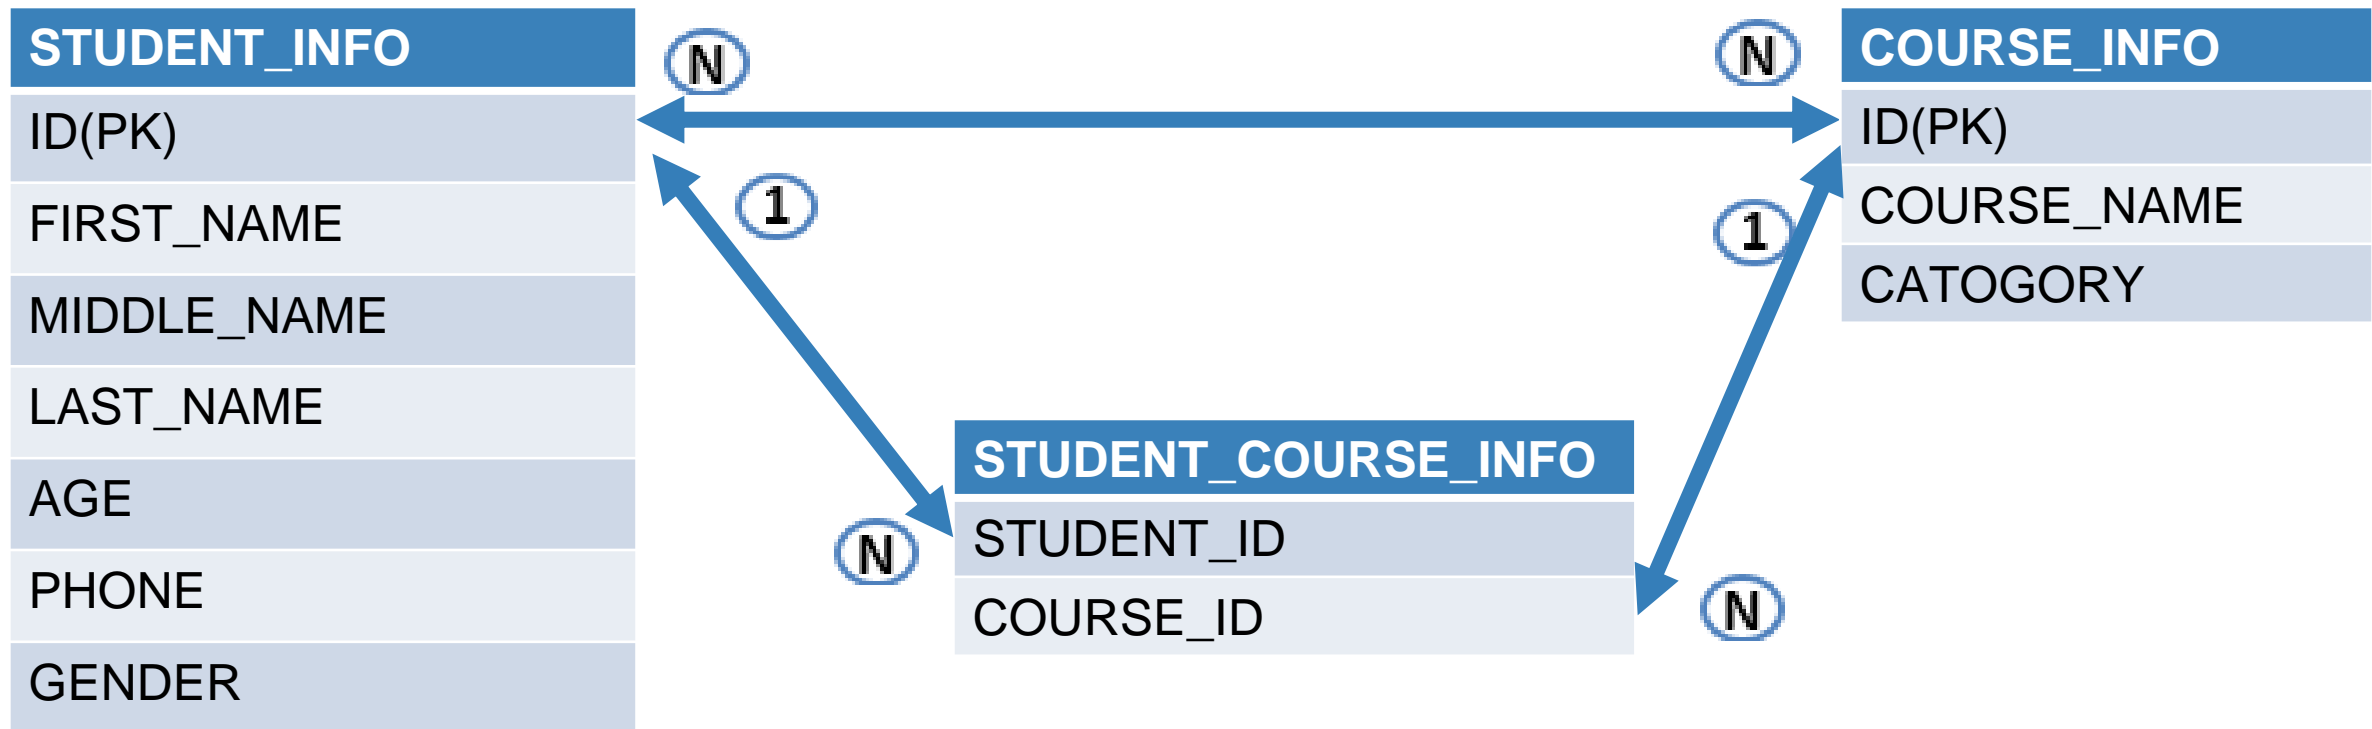 STUDENT_INFO
ID(PK)
FIRST_NAME
MIDDLE_NAME
LAST_NAME
AGE
PHONE
GENDER
N
N
1
1
N
N
COURSE_INFO
ID(PK)
COURSE_NAME
CATOGORY
STUDENT_COURSE_INFO
STUDENT_ID
COURSE_ID